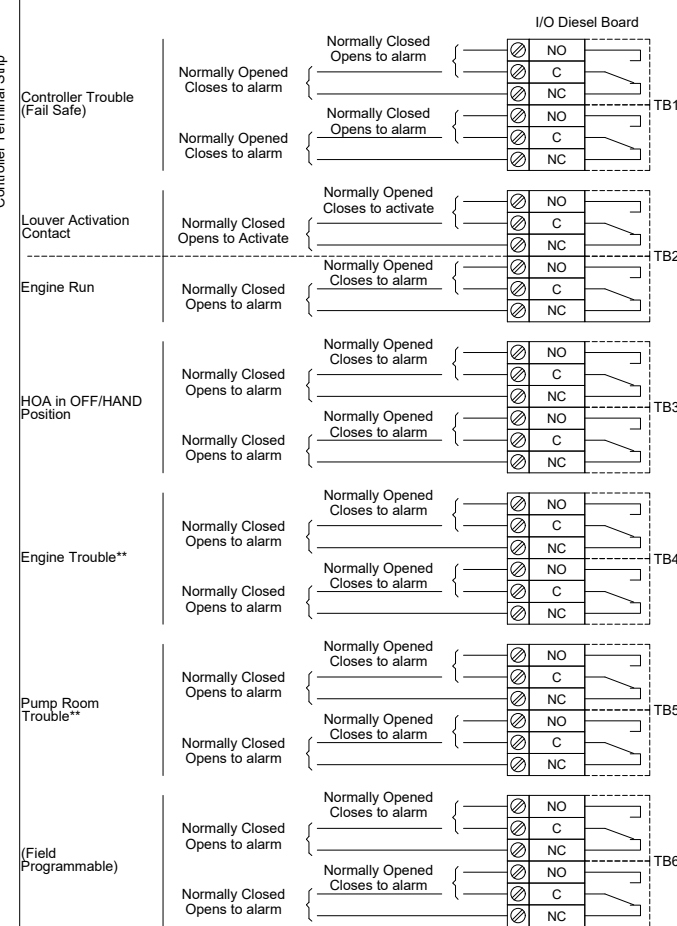 I/O Diesel Board
Controller Terminal Strip
Controller Trouble
(Fail Safe)
Normally Closed
Opens to alarm
Normally Opened
Closes to alarm
Normally Closed
Opens to alarm
Normally Opened
Closes to alarm
NO
C
NC
NO
C
NC
TB1
Louver Activation
Contact
Normally Opened
Closes to activate
Normally Closed
Opens to Activate
NO
C
NC
TB2
Engine Run
Normally Opened
Closes to alarm
Normally Closed
Opens to alarm
NO
C
NC
HOA in OFF/HAND
Position
Normally Opened
Closes to alarm
Normally Closed
Opens to alarm
Normally Opened
Closes to alarm
Normally Closed
Opens to alarm
NO
C
NC
NO
C
NC
TB3
Engine Trouble**
Normally Opened
Closes to alarm
Normally Closed
Opens to alarm
Normally Opened
Closes to alarm
Normally Closed
Opens to alarm
NO
C
NC
NO
C
NC
TB4
Pump Room
Trouble**
Normally Opened
Closes to alarm
Normally Closed
Opens to alarm
Normally Opened
Closes to alarm
Normally Closed
Opens to alarm
NO
C
NC
NO
C
NC
TB5
(Field
Programmable)
Normally Opened
Closes to alarm
Normally Closed
Opens to alarm
Normally Opened
Closes to alarm
Normally Closed
Opens to alarm
NO
C
NC
NO
C
NC
TB6